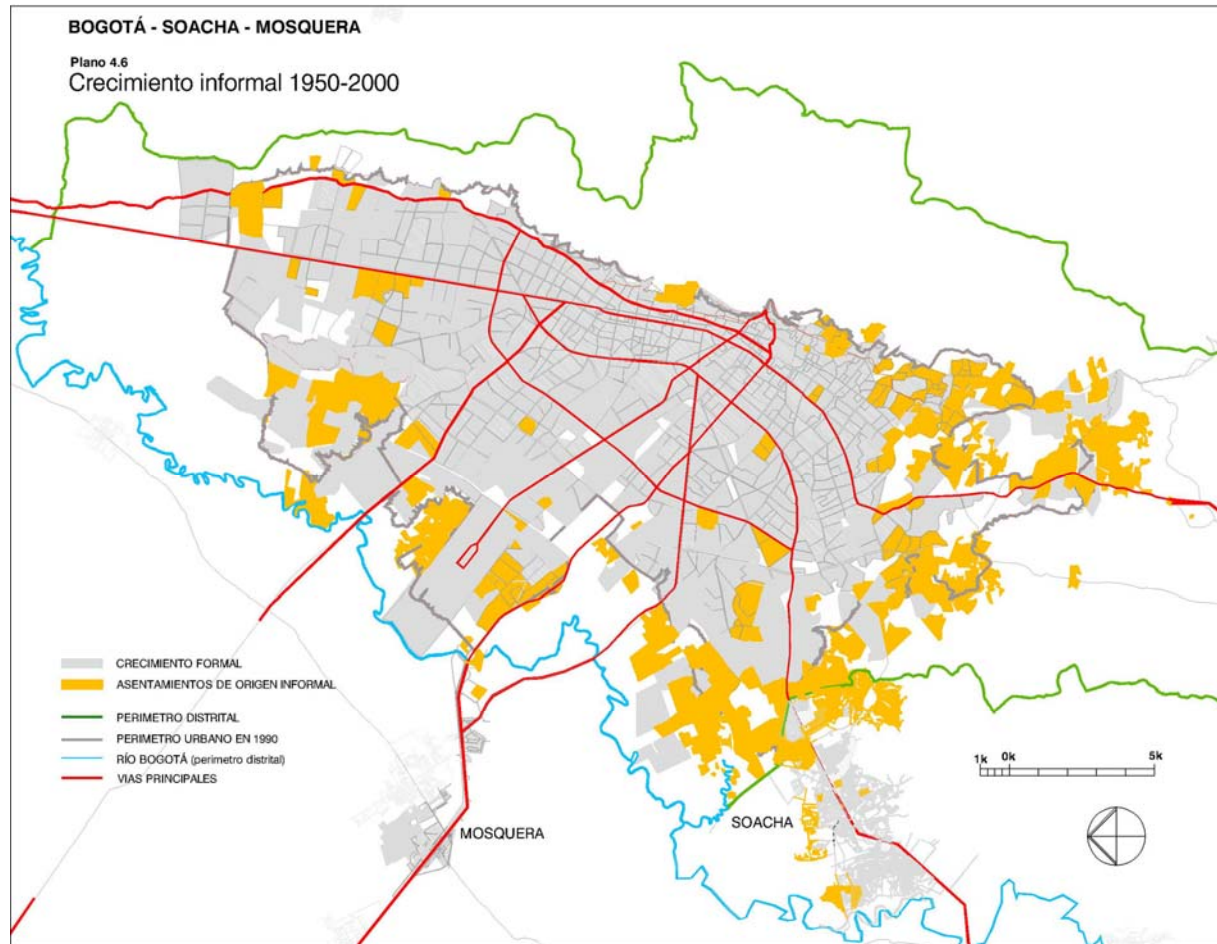 BOGOTÁ - SOACHA - MOSQUERA
Plano 4.6
Crecimiento informal 1950-2000
CRECIMIENTO FORMAL
ASENTAMIENTOS DE ORIGEN INFORMAL
PERIMETRO DISTRITAL
PERIMETRO URBANO EN 1990
RÍO BOGOTÁ (perimetro distrital)
VIAS PRINCIPALES
MOSQUERA
SOACHA
1k 0k 5k